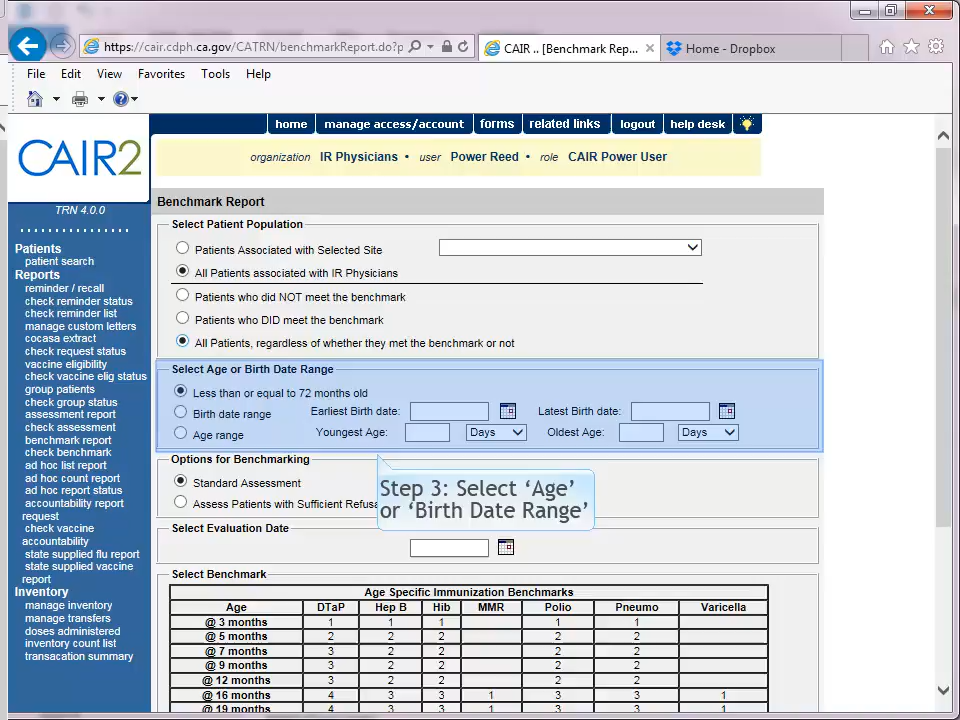 https://cair.cdph.ca.gov/CATRN/benchmarkReport.do?p
CAIR .. [Benchmark Rep...
Home - Dropbox
File Edit View Favorites Tools Help
home manage access/account forms related links logout help desk
CAIR2
organization IR Physicians • user Power Reed • role CAIR Power User
TRN 4.0.0
Patients
patient search
Reports
reminder / recall
check reminder status
check reminder list
manage custom letters
cocasa extract
check request status
vaccine eligibility
check vaccine elig status
group patients
check group status
assessment report
check assessment
benchmark report
check benchmark
ad hoc list report
ad hoc count report
ad hoc report status
accountability report
request
check vaccine
accountability
state supplied flu report
state supplied vaccine
report
Inventory
manage inventory
manage transfers
doses administered
inventory count list
transacation summary
Benchmark Report
Select Patient Population
Patients Associated with Selected Site
All Patients associated with IR Physicians
Patients who did NOT meet the benchmark
Patients who DID meet the benchmark
All Patients, regardless of whether they met the benchmark or not
Select Age or Birth Date Range
Less than or equal to 72 months old
Birth date range Earliest Birth date: Latest Birth date:
Age range Youngest Age: Days Oldest Age: Days
Options for Benchmarking
Standard Assessment
Assess Patients with Sufficient Refusa
Step 3: Select ‘Age’
or ‘Birth Date Range’
Select Evaluation Date
Select Benchmark
Age Specific Immunization Benchmarks
Age DTaP Hep B Hib MMR Polio Pneumo Varicella
@ 3 months 1 1 1 1 1
@ 5 months 2 2 2 2 2
@ 7 months 3 2 2 2 2
@ 9 months 3 2 2 2 2
@ 12 months 3 2 2 2 2
@ 16 months 4 3 3 1 3 3 1
@ 19 months 4 3 3 1 3 3 1